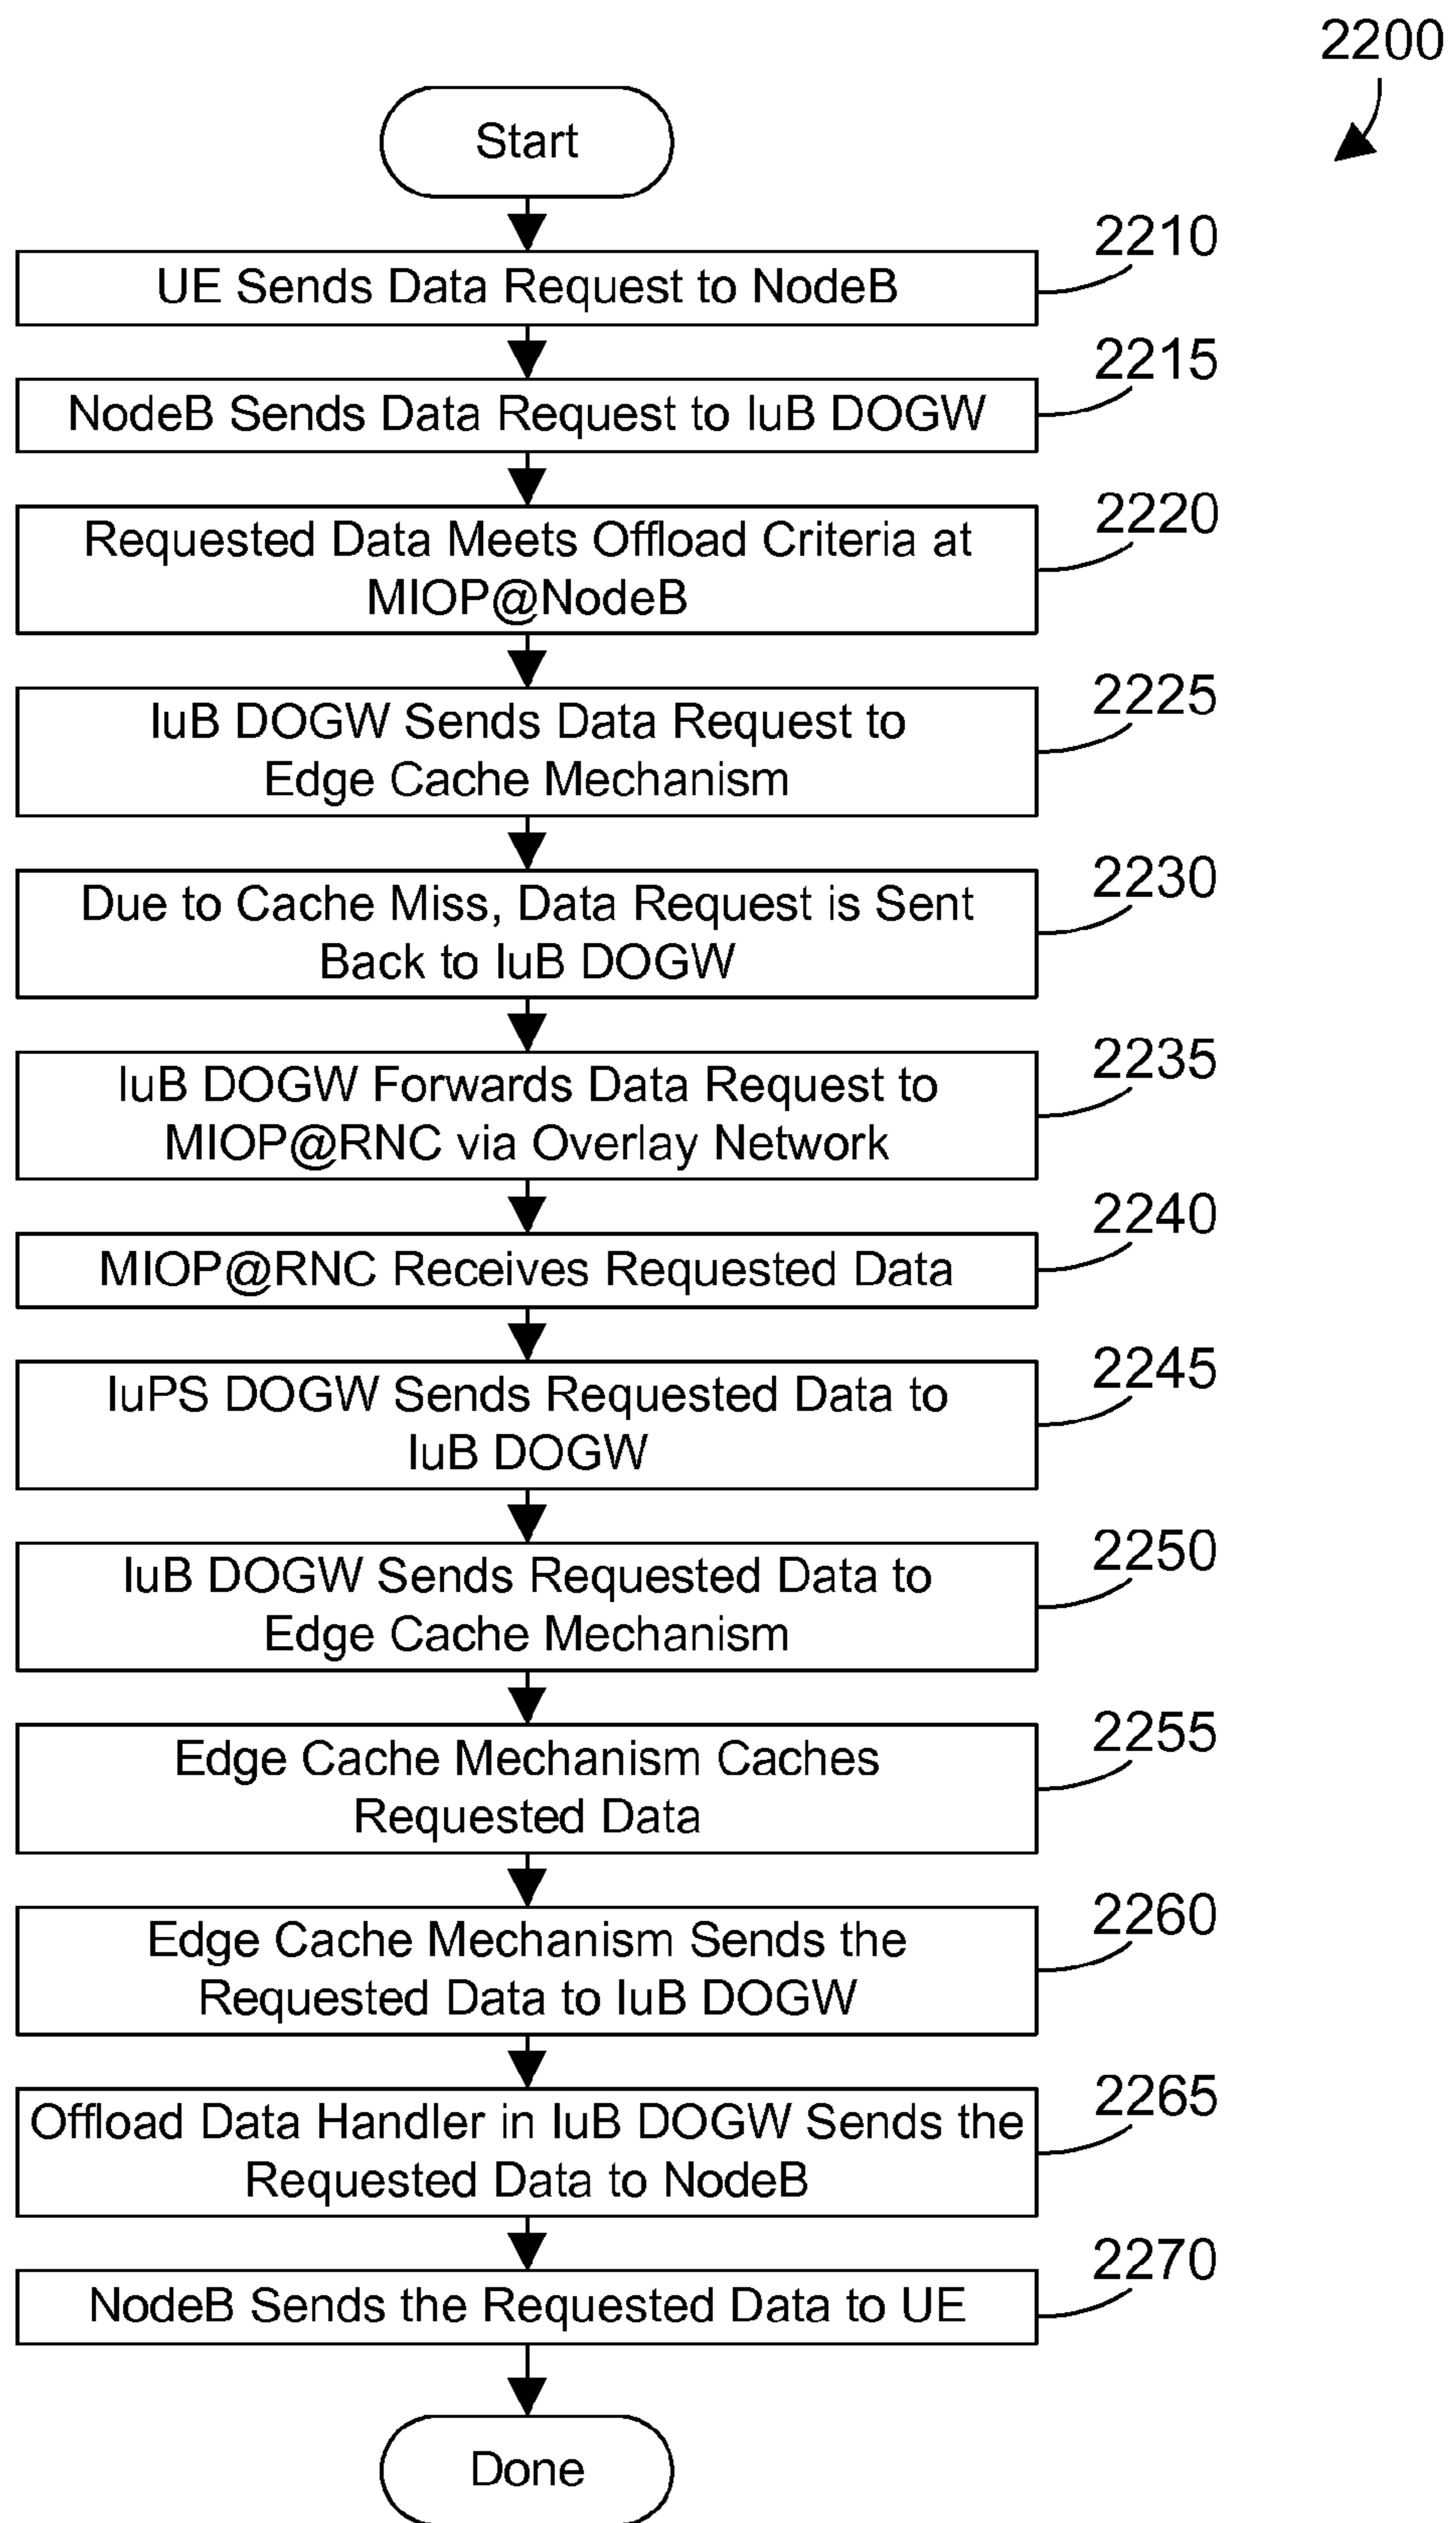 2200
Start
2210
UE Sends Data Request to NodeB
2215
NodeB Sends Data Request to IuB DOGW
2220
Requested Data Meets Offload Criteria at
MIOP@NodeB
2225
IuB DOGW Sends Data Request to
Edge Cache Mechanism
2230
Due to Cache Miss, Data Request is Sent
Back to IuB DOGW
2235
IuB DOGW Forwards Data Request to
MIOP@RNC via Overlay Network
2240
MIOP@RNC Receives Requested Data
2245
IuPS DOGW Sends Requested Data to
IuB DOGW
2250
IuB DOGW Sends Requested Data to
Edge Cache Mechanism
2255
Edge Cache Mechanism Caches
Requested Data
2260
Edge Cache Mechanism Sends the
Requested Data to IuB DOGW
2265
Offload Data Handler in IuB DOGW Sends the
Requested Data to NodeB
2270
NodeB Sends the Requested Data to UE
Done